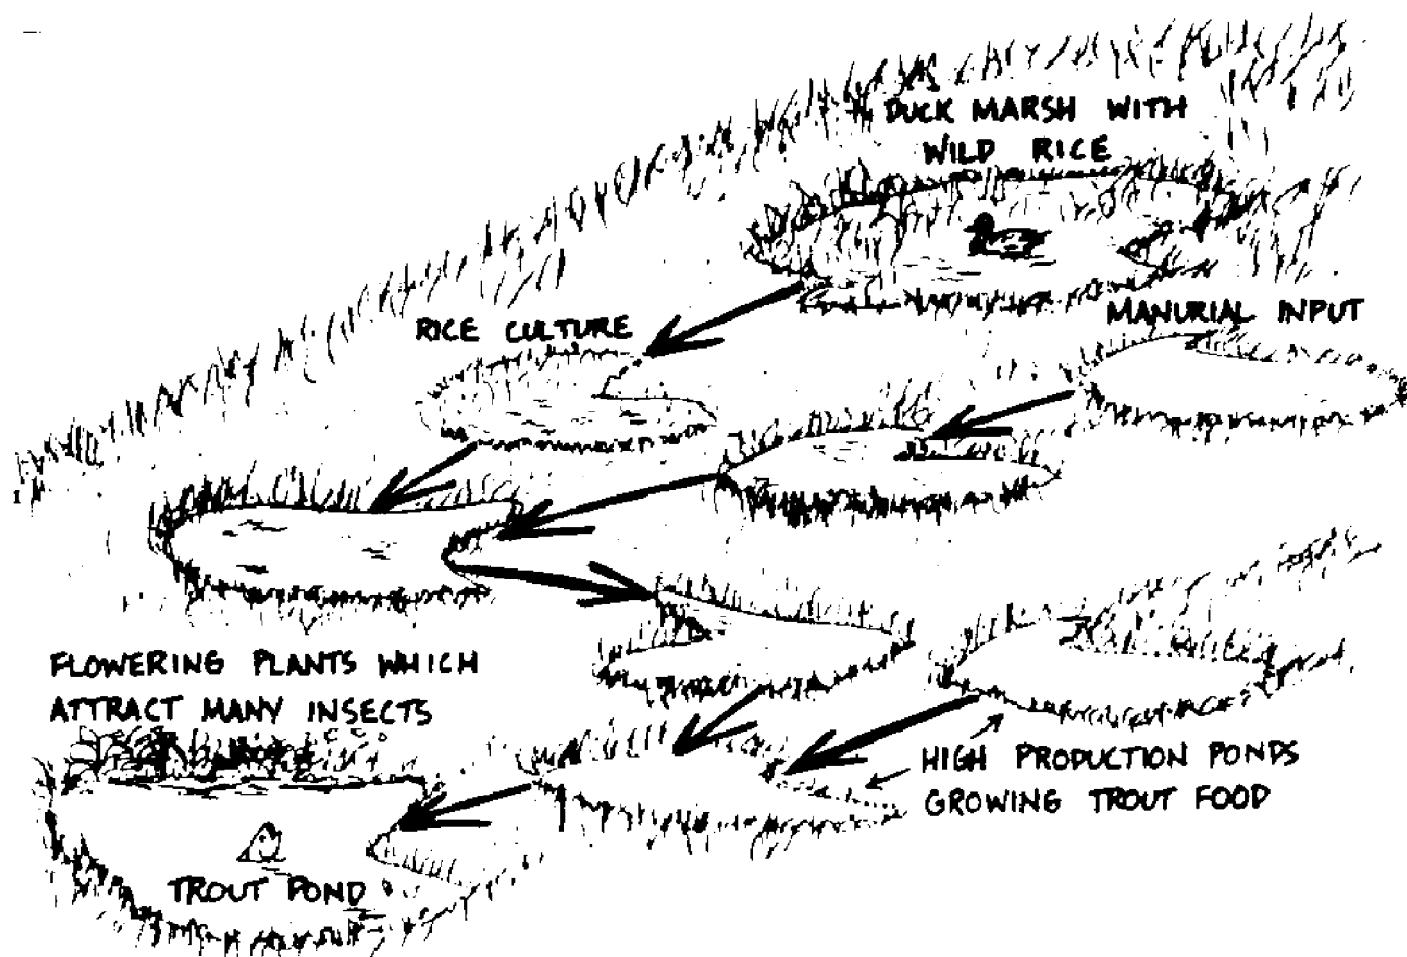 DUCK MARSH WITH
WILD RICE
MANURIAL INPUT
RICE CULTURE
FLOWERING PLANTS WHICH
ATTRACT MANY INSECTS
HIGH PRODUCTION PONDS
GROWING TROUT FOOD
TROUT POND